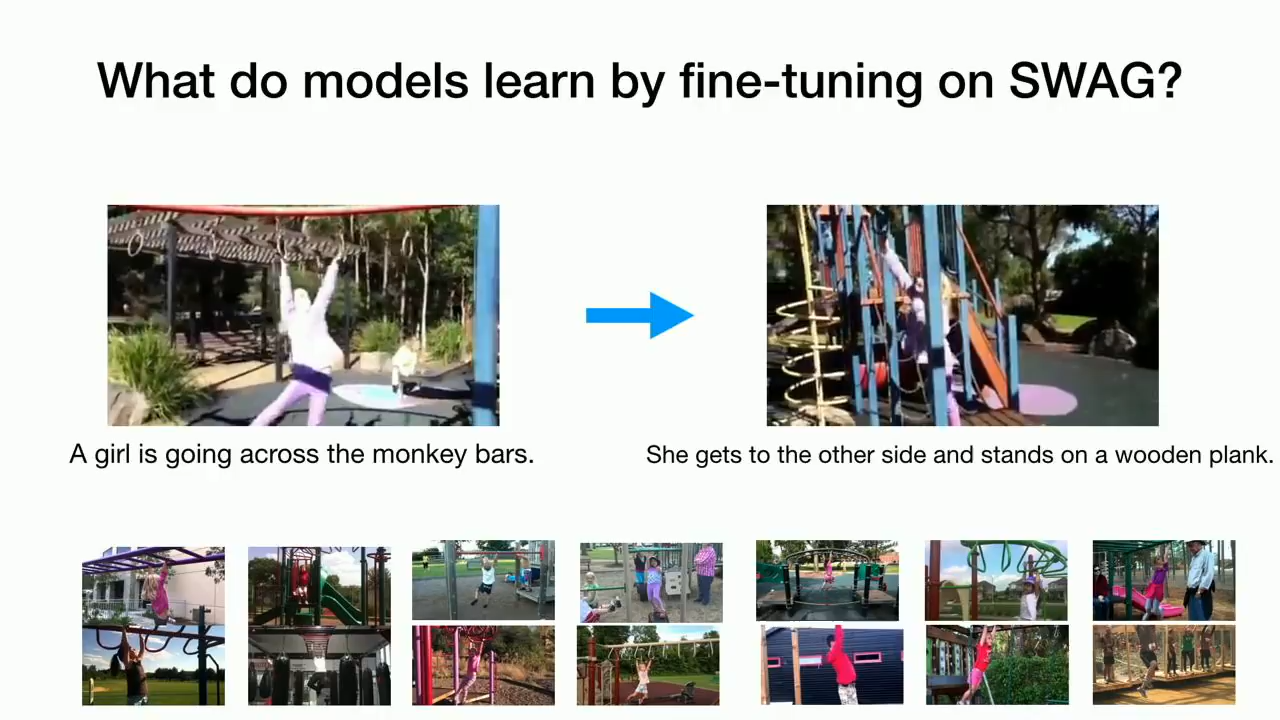 What do models learn by fine-tuning on SWAG?
A girl is going across the monkey bars.
She gets to the other side and stands on a wooden plank.